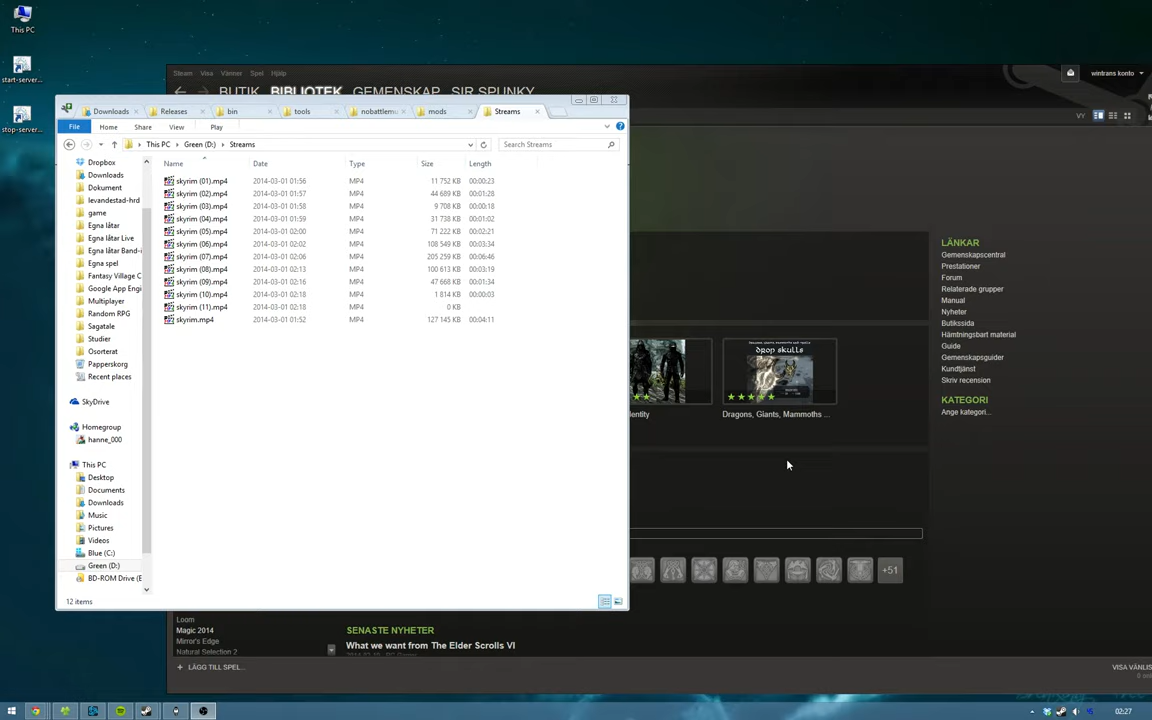 This PC
start-server...
stop-server...
Steam Visa Vänner Spel Hjälp
wintrans konto
BUTIK BIBLIOTEK GEMENSKAP SIR SPUNKY
Downloads Releases bin tools nobattlemu mods Streams
VY
File Home Share View Play
This PC Green (D:) Streams
Search Streams
Name Date Type Size Length
Dropbox
Downloads
Dokument
levandestad-hrd
game
Egna låtar
Egna låtar Live
Egna låtar Band-i
Egna spel
Fantasy Village C
Google App Engi
Multiplayer
Random RPG
Sagatale
Studier
Osorterat
Papperskorg
Recent places
SkyDrive
Homegroup
hanne_000
This PC
Desktop
Documents
Downloads
Music
Pictures
Videos
Blue (C:)
Green (D:)
BD-ROM Drive (E
skyrim (01).mp4 2014-03-01 01:56 MP4 11 752 KB 00:00:23
skyrim (02).mp4 2014-03-01 01:57 MP4 44 689 KB 00:01:28
skyrim (03).mp4 2014-03-01 01:58 MP4 9 708 KB 00:00:18
skyrim (04).mp4 2014-03-01 01:59 MP4 31 738 KB 00:01:02
skyrim (05).mp4 2014-03-01 02:00 MP4 71 222 KB 00:02:21
skyrim (06).mp4 2014-03-01 02:02 MP4 108 549 KB 00:03:34
skyrim (07).mp4 2014-03-01 02:06 MP4 205 259 KB 00:06:46
skyrim (08).mp4 2014-03-01 02:13 MP4 100 613 KB 00:03:19
skyrim (09).mp4 2014-03-01 02:16 MP4 47 668 KB 00:01:34
skyrim (10).mp4 2014-03-01 02:18 MP4 1 814 KB 00:00:03
skyrim (11).mp4 2014-03-01 02:18 MP4 0 KB
skyrim.mp4 2014-03-01 01:52 MP4 127 145 KB 00:04:11
12 items
LÄNKAR
Gemenskapscentral
Prestationer
Forum
Relaterade grupper
Manual
Nyheter
Butikssida
Hämtningsbart material
Guide
Gemenskapsguider
Kundtjänst
Skriv recension
KATEGORI
Ange kategori...
drop skulls
identity
Dragons, Giants, Mammoths ...
+51
Loom
Magic 2014
Mirror's Edge
Natural Selection 2
SENASTE NYHETER
What we want from The Elder Scrolls VI
+ LÄGG TILL SPEL...
VISA VÄNLIS
02:27